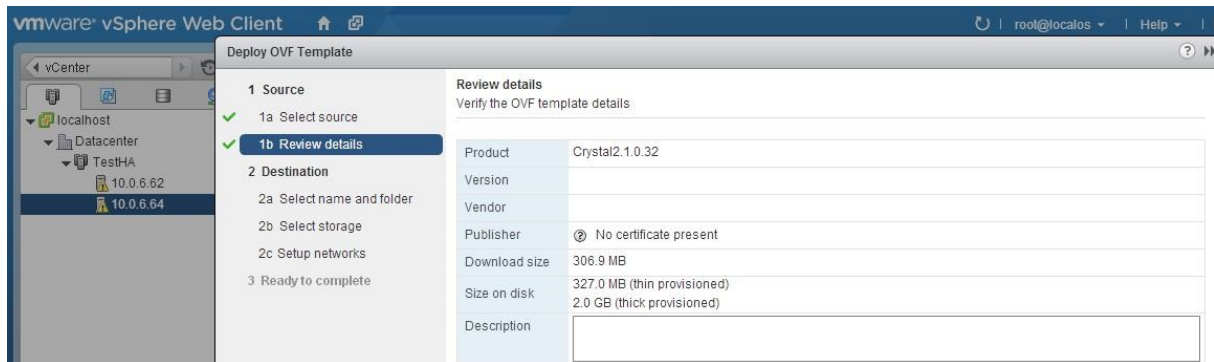 vmware® vSphere Web Client
root@localos
Help
Deploy OVF Template
vCenter
localhost
Datacenter
TestHA
10.0.6.62
10.0.6.64
1 Source
1a Select source
1b Review details
2 Destination
2a Select name and folder
2b Select storage
2c Setup networks
3 Ready to complete
Review details
Verify the OVF template details
Product Crystal2.1.0.32
Version
Vendor
Publisher No certificate present
Download size 306.9 MB
Size on disk 327.0 MB (thin provisioned)
2.0 GB (thick provisioned)
Description